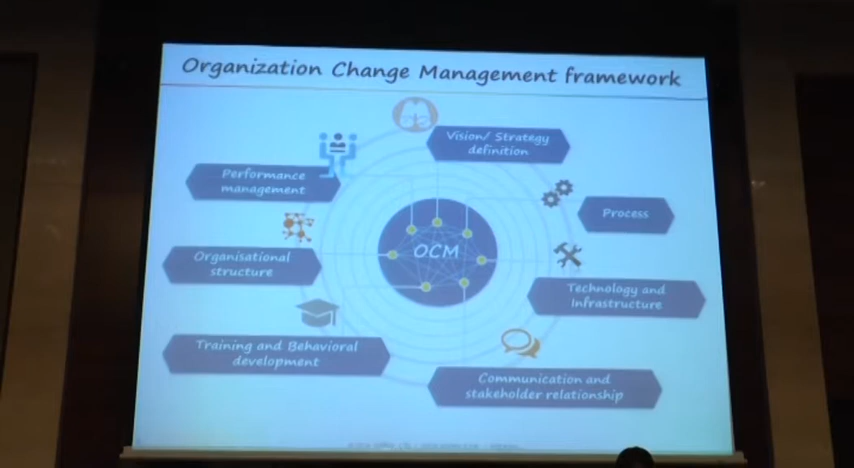 Organization Change Management framework
Vision/ Strategy
definition
Performance
management
Process
OCM
Organisational
structure
Technology and
Infrastructure
Training and Behavioral
development
Communication and
stakeholder relationship